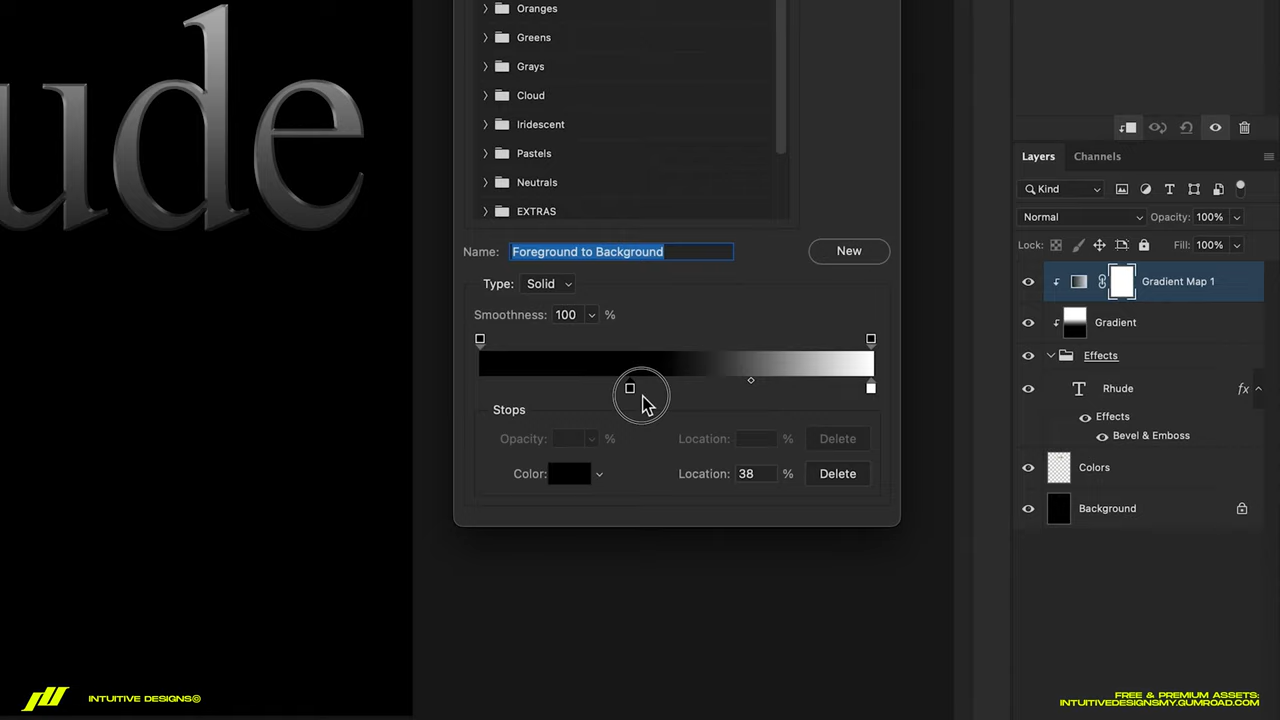 ude
Oranges
Greens
Grays
Cloud
Iridescent
Pastels
Neutrals
EXTRAS
Name: Foreground to Background New
Type: Solid
Smoothness: 100 %
Stops
Opacity: % Location: % Delete
Color: Location: 38 % Delete
Layers Channels
Kind
Normal Opacity: 100%
Lock: Fill: 100%
Gradient Map 1
Gradient
Effects
T Rhude fx
Effects
Bevel & Emboss
Colors
Background
INTUITIVE DESIGNS©
FREE & PREMIUM ASSETS:
INTUITIVEDESIGNSMY.GUMROAD.COM